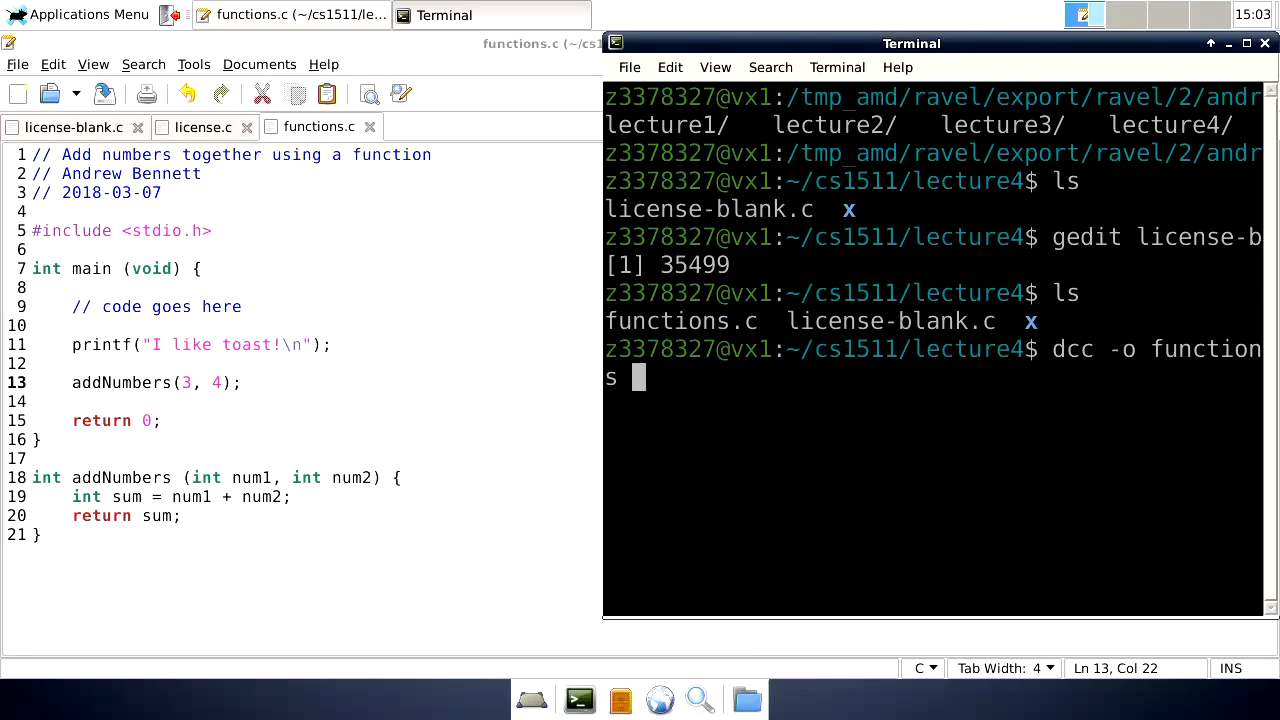 Applications Menu functions.c (~/cs1511/le... Terminal 15:03
functions.c (~/cs1
File Edit View Search Tools Documents Help
license-blank.c license.c functions.c
1 // Add numbers together using a function
2 // Andrew Bennett
3 // 2018-03-07
4
5 #include <stdio.h>
6
7 int main (void) {
8
9     // code goes here
10
11     printf("I like toast!\n");
12
13     addNumbers(3, 4);
14
15     return 0;
16 }
17
18 int addNumbers (int num1, int num2) {
19     int sum = num1 + num2;
20     return sum;
21 }
Terminal
File Edit View Search Terminal Help
z3378327@vx1:/tmp_amd/ravel/export/ravel/2/andr
lecture1/ lecture2/ lecture3/ lecture4/
z3378327@vx1:/tmp_amd/ravel/export/ravel/2/andr
z3378327@vx1:~/cs1511/lecture4$ ls
license-blank.c x
z3378327@vx1:~/cs1511/lecture4$ gedit license-b
[1] 35499
z3378327@vx1:~/cs1511/lecture4$ ls
functions.c license-blank.c x
z3378327@vx1:~/cs1511/lecture4$ dcc -o function
s
C Tab Width: 4 Ln 13, Col 22 INS